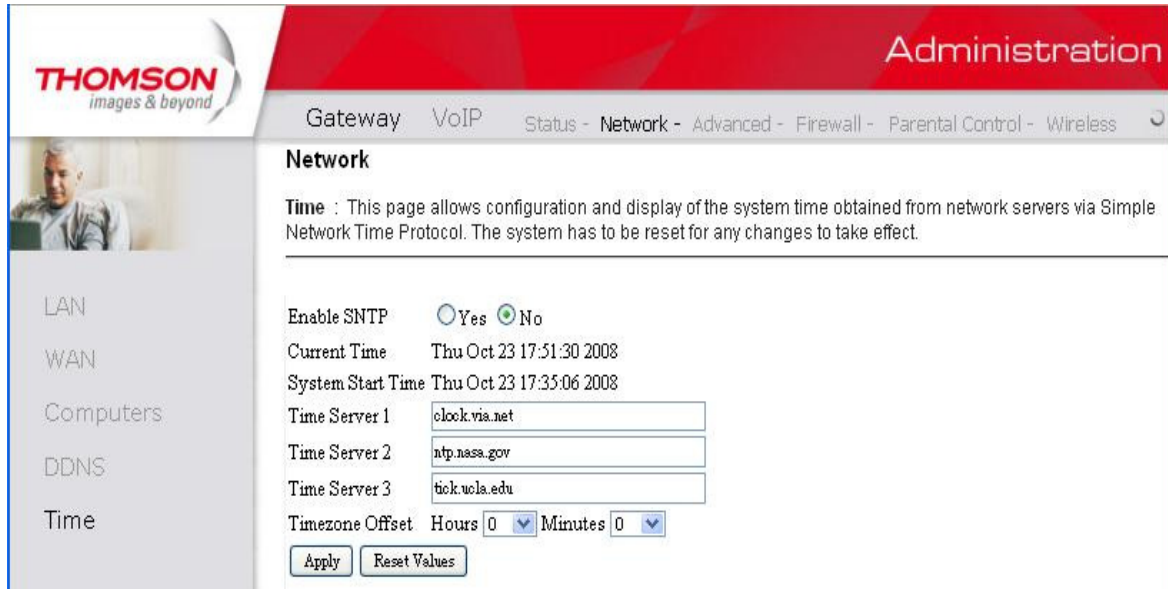 THOMSON
images & beyond
Administration
Gateway VoIP Status - Network - Advanced - Firewall - Parental Control - Wireless
Network
Time : This page allows configuration and display of the system time obtained from network servers via Simple
Network Time Protocol. The system has to be reset for any changes to take effect.
LAN
WAN
Computers
DDNS
Time
Enable SNTP Yes No
Current Time Thu Oct 23 17:51:30 2008
System Start Time Thu Oct 23 17:35:06 2008
Time Server 1 clock.via.net
Time Server 2 ntp.nasa.gov
Time Server 3 tick.ucla.edu
Timezone Offset Hours 0 Minutes 0
Apply Reset Values